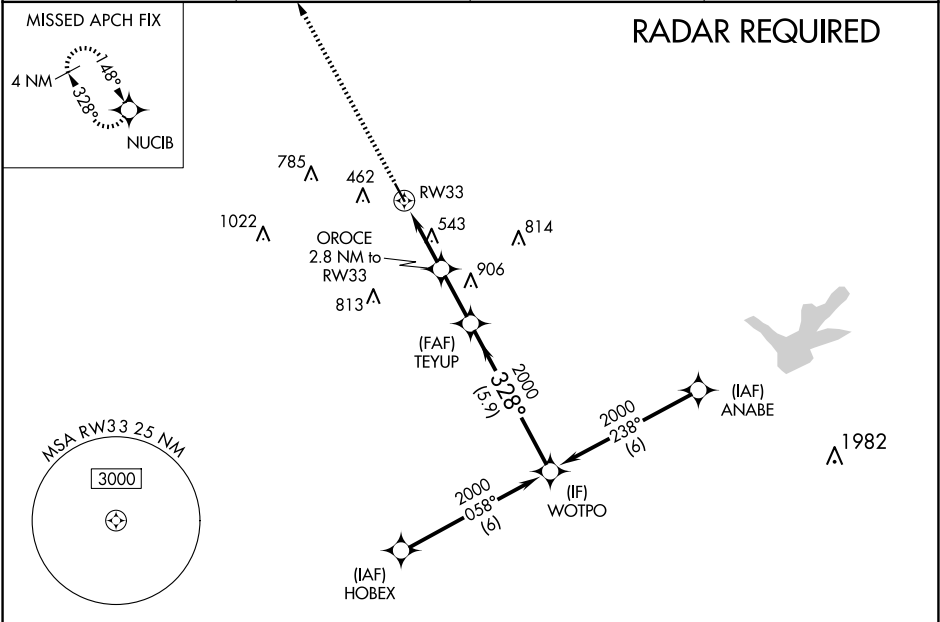 MISSED APCH FIX
4 NM
148°
328°
NUCIB
RADAR REQUIRED
785
462
RW33
1022
543
814
OROCE
2.8 NM to
RW33
906
813
(FAF)
TEYUP
2000
328°
(5.9)
(IAF)
ANABE
2000
238°
(6)
1982
MSA RW33 25 NM
3000
2000
058°
(6)
(IF)
WOTPO
(IAF)
HOBEX